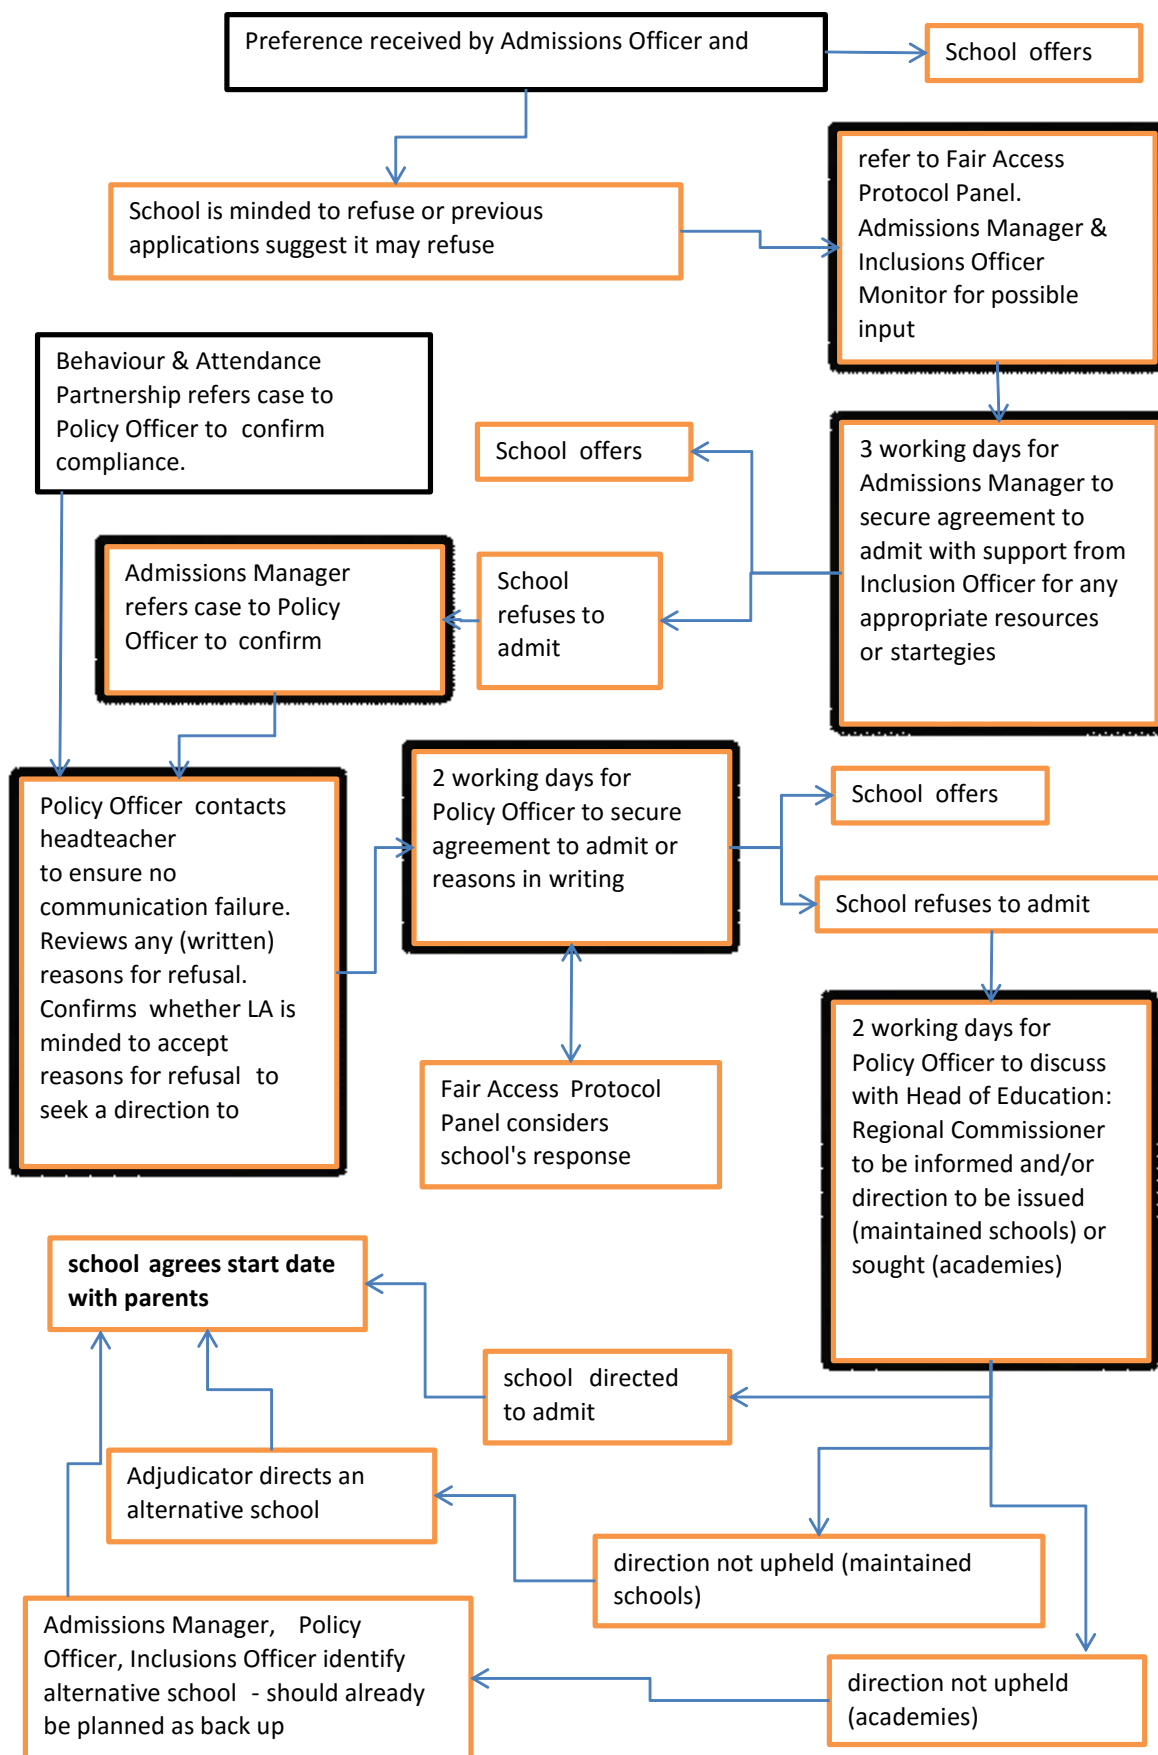 Preference received by Admissions Officer and
School offers
refer to Fair Access
Protocol Panel.
Admissions Manager &
Inclusions Officer
Monitor for possible
input
School is minded to refuse or previous
applications suggest it may refuse
Behaviour & Attendance
Partnership refers case to
Policy Officer to confirm
compliance.
School offers
3 working days for
Admissions Manager to
secure agreement to
admit with support from
Inclusion Officer for any
appropriate resources
or startegies
Admissions Manager
refers case to Policy
Officer to confirm
School
refuses to
admit
Policy Officer contacts
headteacher
to ensure no
communication failure.
Reviews any (written)
reasons for refusal.
Confirms whether LA is
minded to accept
reasons for refusal to
seek a direction to
2 working days for
Policy Officer to secure
agreement to admit or
reasons in writing
School offers
School refuses to admit
Fair Access Protocol
Panel considers
school's response
2 working days for
Policy Officer to discuss
with Head of Education:
Regional Commissioner
to be informed and/or
direction to be issued
(maintained schools) or
sought (academies)
school agrees start date
with parents
school directed
to admit
Adjudicator directs an
alternative school
direction not upheld (maintained
schools)
Admissions Manager, Policy
Officer, Inclusions Officer identify
alternative school - should already
be planned as back up
direction not upheld
(academies)